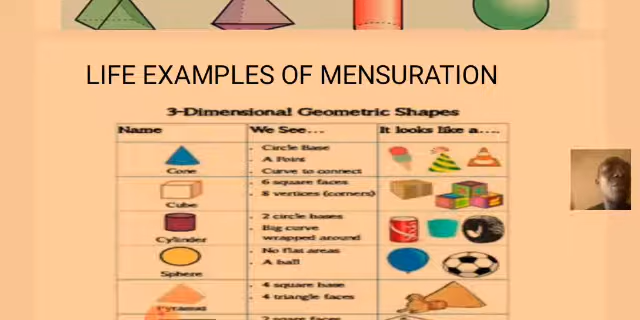 LIFE EXAMPLES OF MENSURATION
3-Dimensional Geometric Shapes
Name We See... It looks like a....
Cone
Circle Base
A Point
Curve to connect
Cube
6 square faces
8 vertices (corners)
Cylinder
2 circle bases
Big curve
wrapped around
Sphere
No flat areas
A ball
Pyramid
4 square base
4 triangle faces